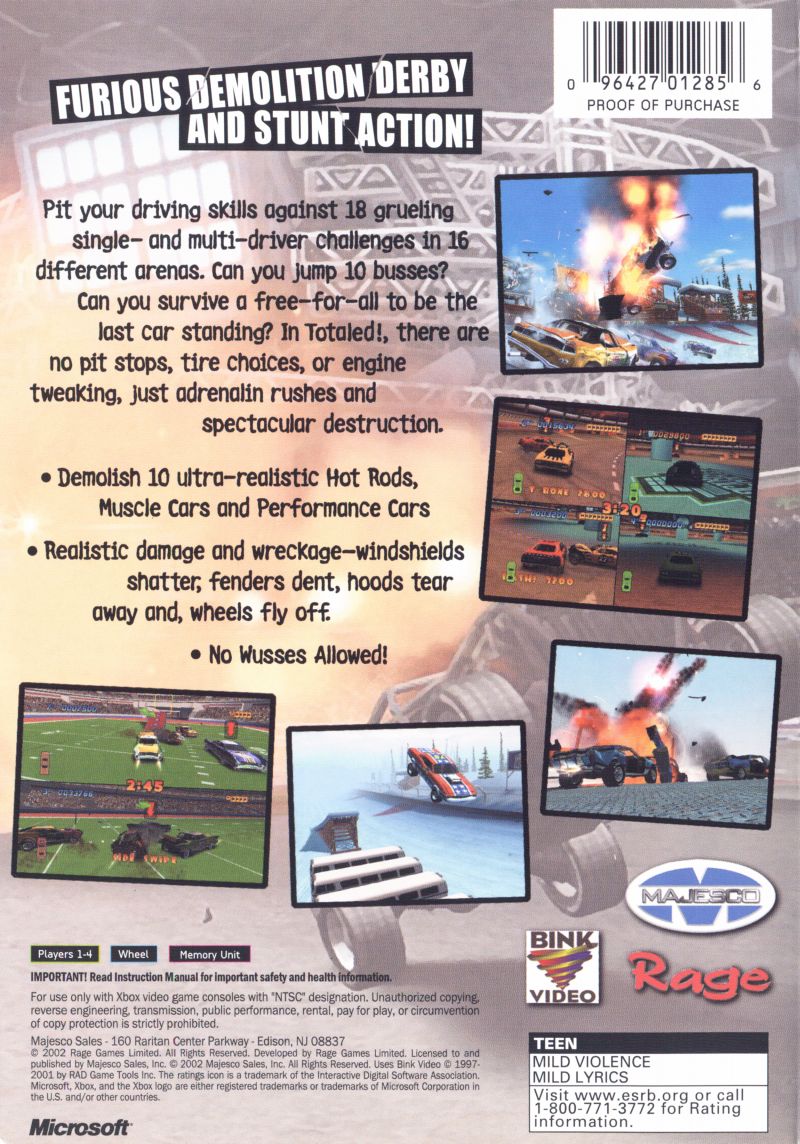 0 96427 01285 6
PROOF OF PURCHASE
FURIOUS DEMOLITION DERBY
AND STUNT ACTION!
Pit your driving skills against 18 grueling
single- and multi-driver challenges in 16
different arenas. Can you jump 10 busses?
Can you survive a free-for-all to be the
last car standing? In Totaled!, there are
no pit stops, tire choices, or engine
tweaking, just adrenalin rushes and
spectacular destruction.
• Demolish 10 ultra-realistic Hot Rods,
Muscle Cars and Performance Cars
• Realistic damage and wreckage-windshields
shatter, fenders dent, hoods tear
away and, wheels fly off.
• No Wusses Allowed!
T BONE 2600
3:20
2:45
MAJESCO
BINK
VIDEO
Rage
Players 1-4 Wheel Memory Unit
IMPORTANT! Read Instruction Manual for important safety and health information.
For use only with Xbox video game consoles with "NTSC" designation. Unauthorized copying,
reverse engineering, transmission, public performance, rental, pay for play, or circumvention
of copy protection is strictly prohibited.
Majesco Sales - 160 Raritan Center Parkway - Edison, NJ 08837
© 2002 Rage Games Limited. All Rights Reserved. Developed by Rage Games Limited. Licensed to and
published by Majesco Sales, Inc. © 2002 Majesco Sales, Inc. All Rights Reserved. Uses Bink Video © 1997-
2001 by RAD Game Tools Inc. The ratings icon is a trademark of the Interactive Digital Software Association.
Microsoft, Xbox, and the Xbox logo are either registered trademarks or trademarks of Microsoft Corporation in
the U.S. and/or other countries.
Microsoft
TEEN
MILD VIOLENCE
MILD LYRICS
Visit www.esrb.org or call
1-800-771-3772 for Rating
information.